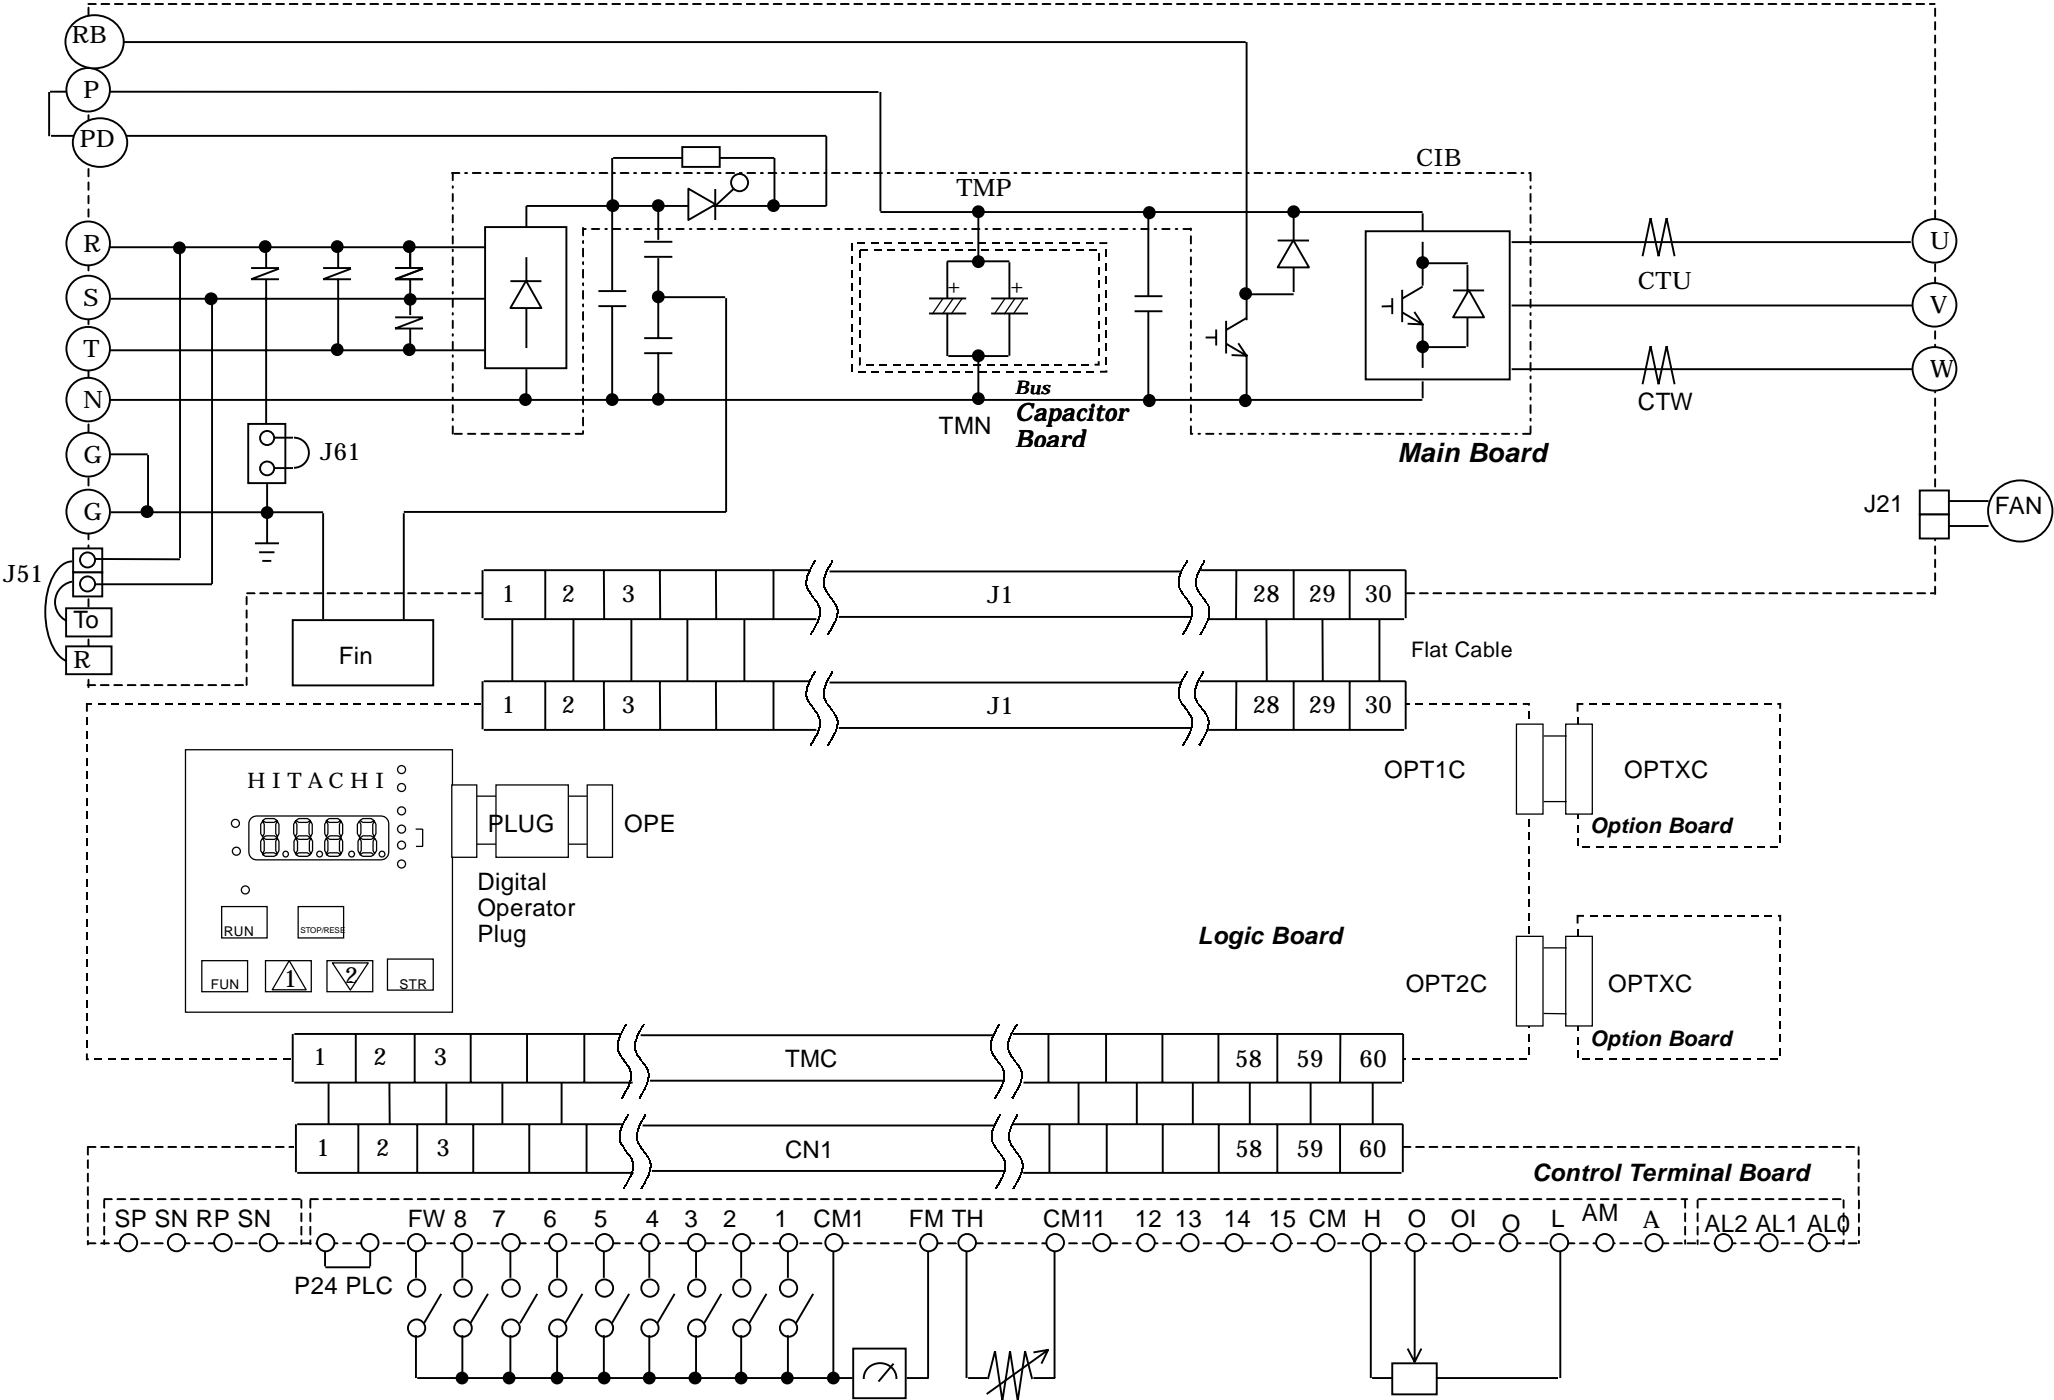 RB
P
PD
CIB
TMP
R
U
CTU
S
V
T
W
CTW
N
Bus
Capacitor
Board
TMN
Main Board
G
J61
G
J21
FAN
J51
To
R
1 2 3 J1 28 29 30
Fin
Flat Cable
1 2 3 J1 28 29 30
HITACHI
OPT1C
OPTXC
Option Board
8.8.8.8.
PLUG
OPE
Digital
Operator
Plug
RUN
STOP/RESE
Logic Board
FUN
1
2
STR
OPT2C
OPTXC
Option Board
1 2 3 TMC 58 59 60
1 2 3 CN1 58 59 60
Control Terminal Board
SP SN RP SN FW 8 7 6 5 4 3 2 1 CM1 FM TH CM11 12 13 14 15 CM H O OI O L AM A AL2 AL1 AL0
P24 PLC